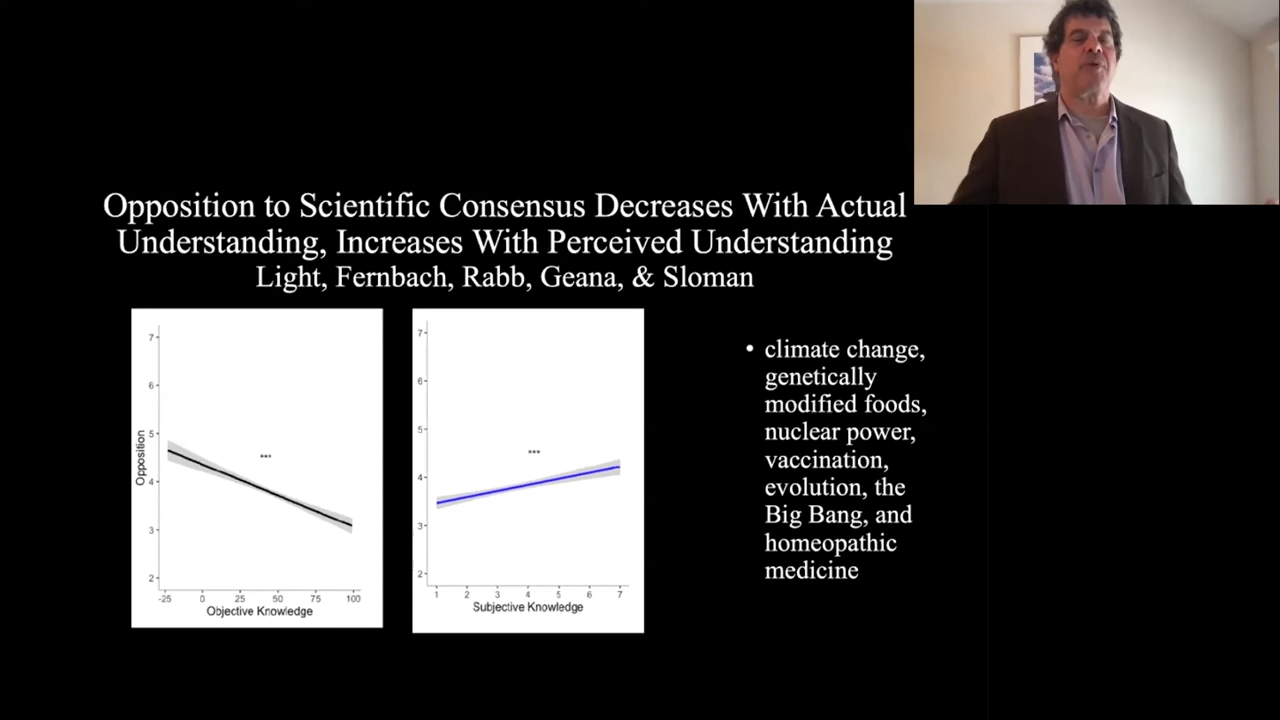 Opposition to Scientific Consensus Decreases With Actual
Understanding, Increases With Perceived Understanding
Light, Fernbach, Rabb, Geana, & Sloman
7
6
5
4
3
2
Opposition
***
-25 0 25 50 75 100
Objective Knowledge
7
6
5
4
3
2
***
1 2 3 4 5 6 7
Subjective Knowledge
• climate change,
genetically
modified foods,
nuclear power,
vaccination,
evolution, the
Big Bang, and
homeopathic
medicine